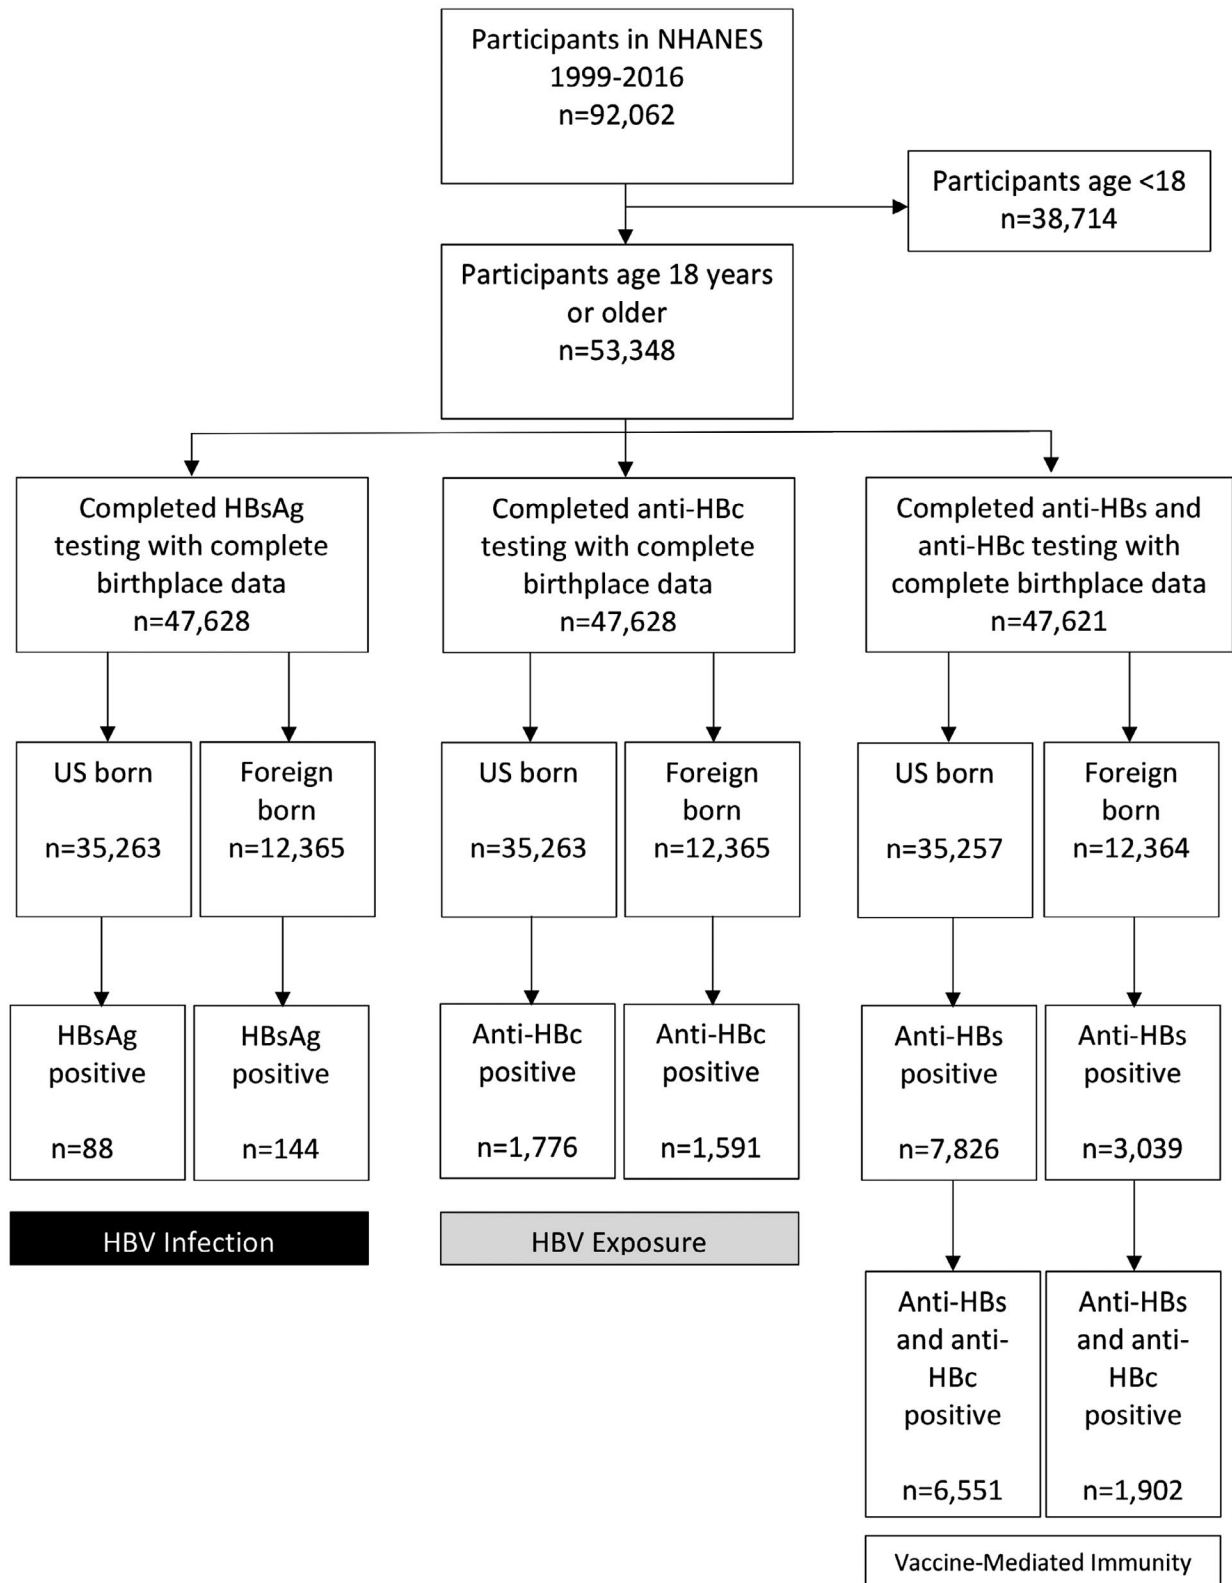 Participants in NHANES
1999-2016
n=92,062
Participants age <18
n=38,714
Participants age 18 years
or older
n=53,348
Completed HBsAg
testing with complete
birthplace data
n=47,628
Completed anti-HBc
testing with complete
birthplace data
n=47,628
Completed anti-HBs and
anti-HBc testing with
complete birthplace data
n=47,621
US born
n=35,263
Foreign
born
n=12,365
US born
n=35,263
Foreign
born
n=12,365
US born
n=35,257
Foreign
born
n=12,364
HBsAg
positive
n=88
HBsAg
positive
n=144
Anti-HBc
positive
n=1,776
Anti-HBc
positive
n=1,591
Anti-HBs
positive
n=7,826
Anti-HBs
positive
n=3,039
HBV Infection
HBV Exposure
Anti-HBs
and anti-
HBc
positive
n=6,551
Anti-HBs
and anti-
HBc
positive
n=1,902
Vaccine-Mediated Immunity